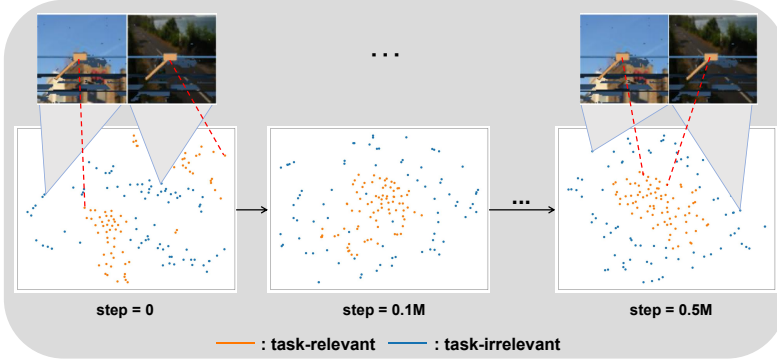 ...
...
step = 0
step = 0.1M
step = 0.5M
: task-relevant
: task-irrelevant